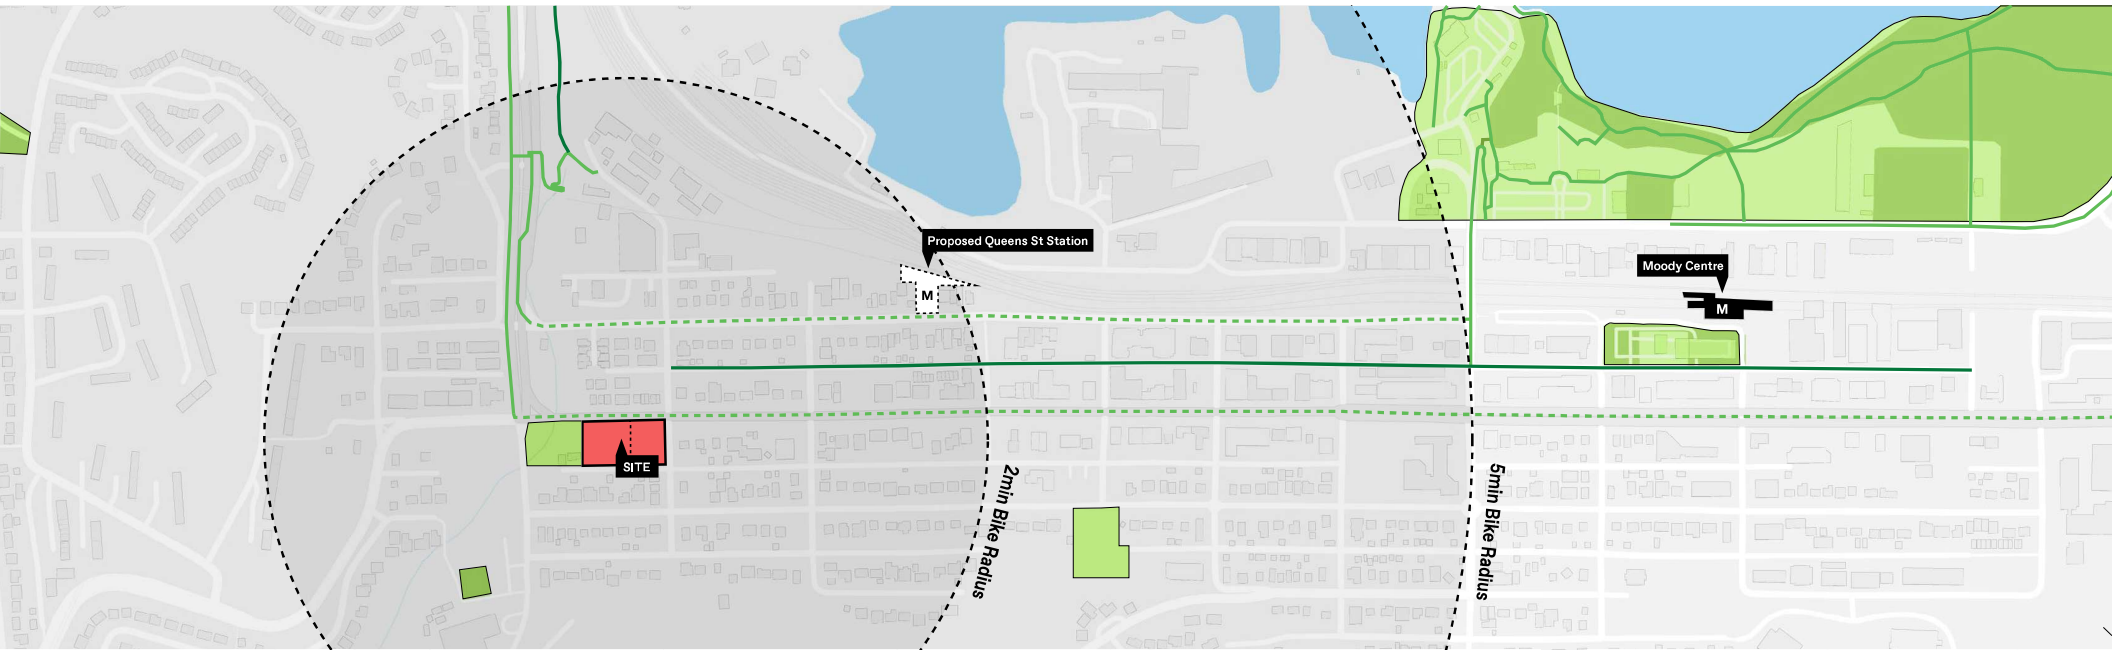 Proposed Queens St Station
M
Moody Centre
M
SITE
2min Bike Radius
5min Bike Radius